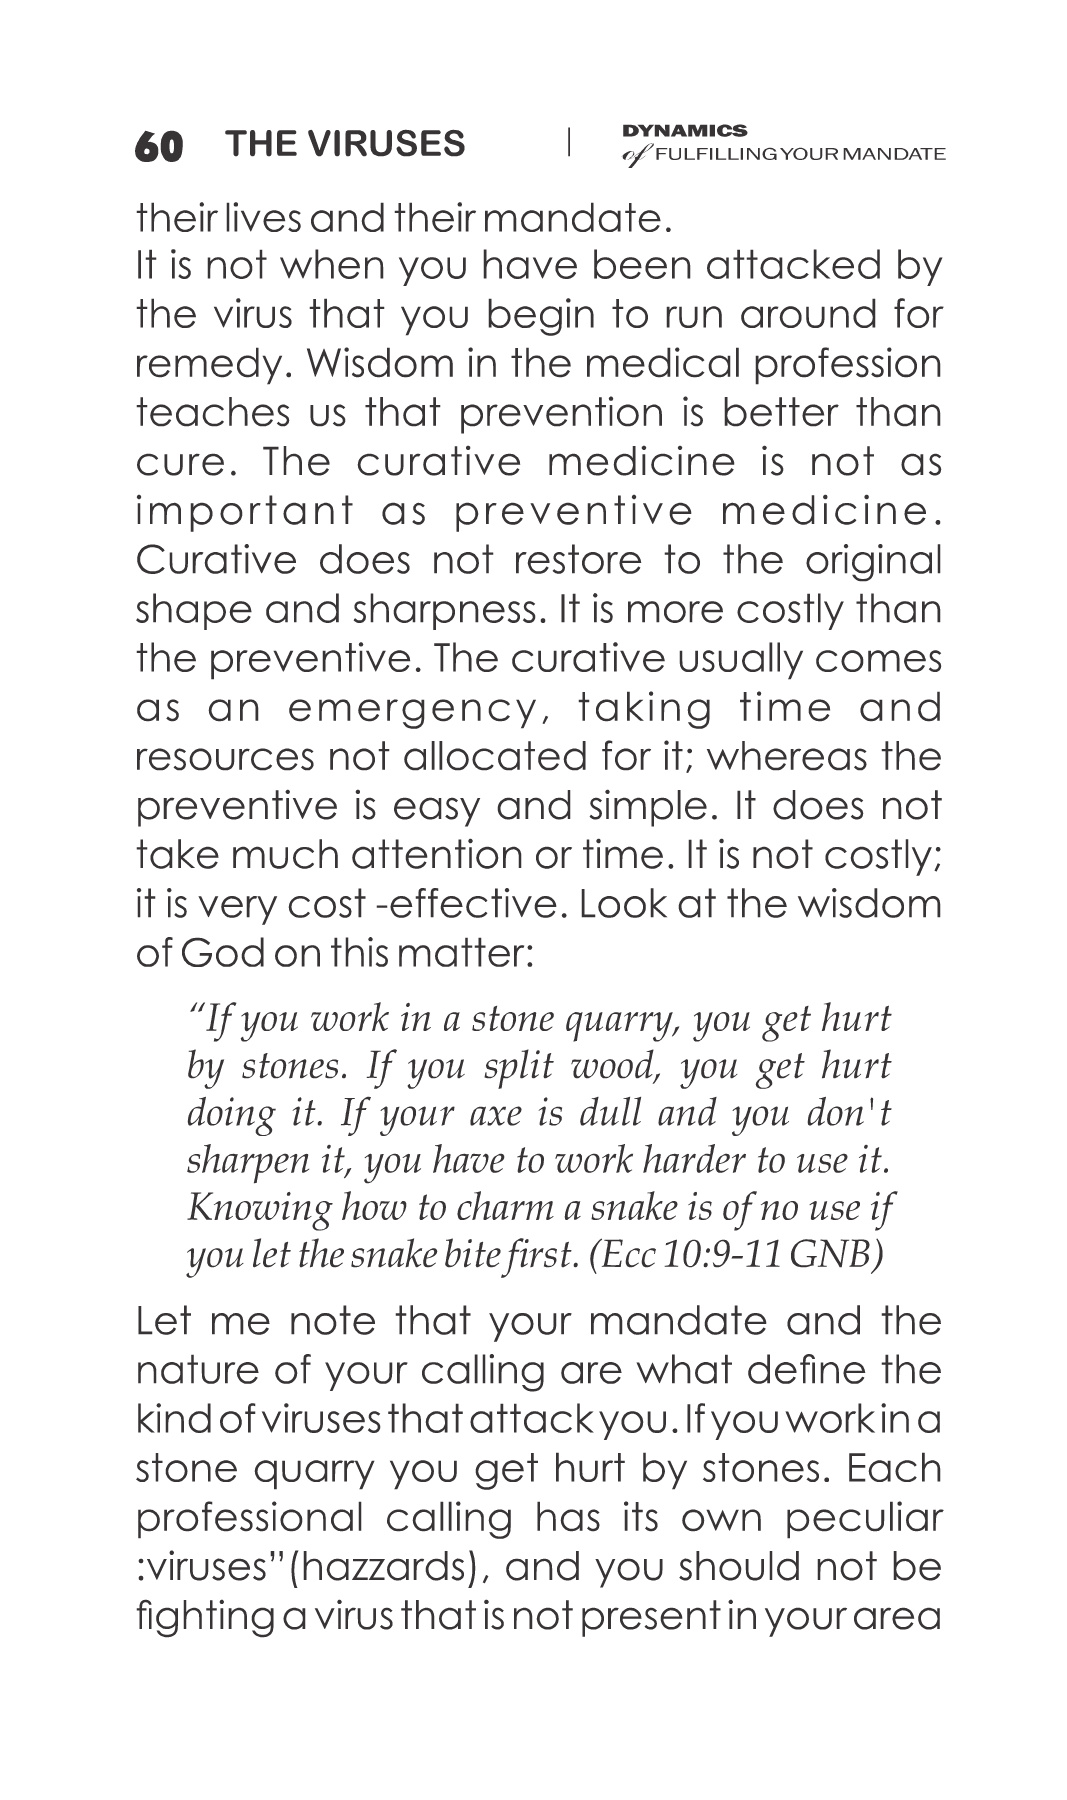 60 THE VIRUSES | DYNAMICS
of FULFILLING YOUR MANDATE
their lives and their mandate.
It is not when you have been attacked by
the virus that you begin to run around for
remedy. Wisdom in the medical profession
teaches us that prevention is better than
cure. The curative medicine is not as
important as preventive medicine.
Curative does not restore to the original
shape and sharpness. It is more costly than
the preventive. The curative usually comes
as an emergency, taking time and
resources not allocated for it; whereas the
preventive is easy and simple. It does not
take much attention or time. It is not costly;
it is very cost -effective. Look at the wisdom
of God on this matter:
“If you work in a stone quarry, you get hurt
by stones. If you split wood, you get hurt
doing it. If your axe is dull and you don't
sharpen it, you have to work harder to use it.
Knowing how to charm a snake is of no use if
you let the snake bite first. (Ecc 10:9-11 GNB)
Let me note that your mandate and the
nature of your calling are what define the
kind of viruses that attack you. If you work in a
stone quarry you get hurt by stones. Each
professional calling has its own peculiar
:viruses”(hazzards), and you should not be
fighting a virus that is not present in your area